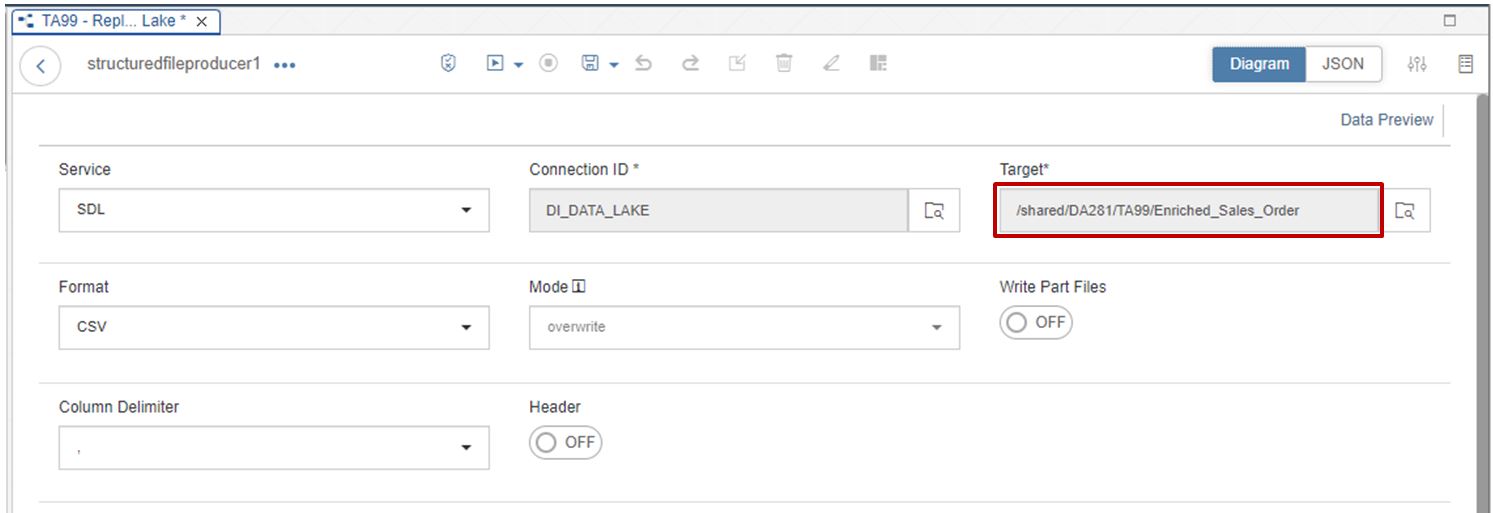 TA99 - Repl... Lake * ×
structuredfileproducer1 •••
Diagram JSON
Data Preview
Service Connection ID * Target*
SDL DI_DATA_LAKE /shared/DA281/TA99/Enriched_Sales_Order
Format Mode Write Part Files
CSV overwrite OFF
Column Delimiter Header
, OFF